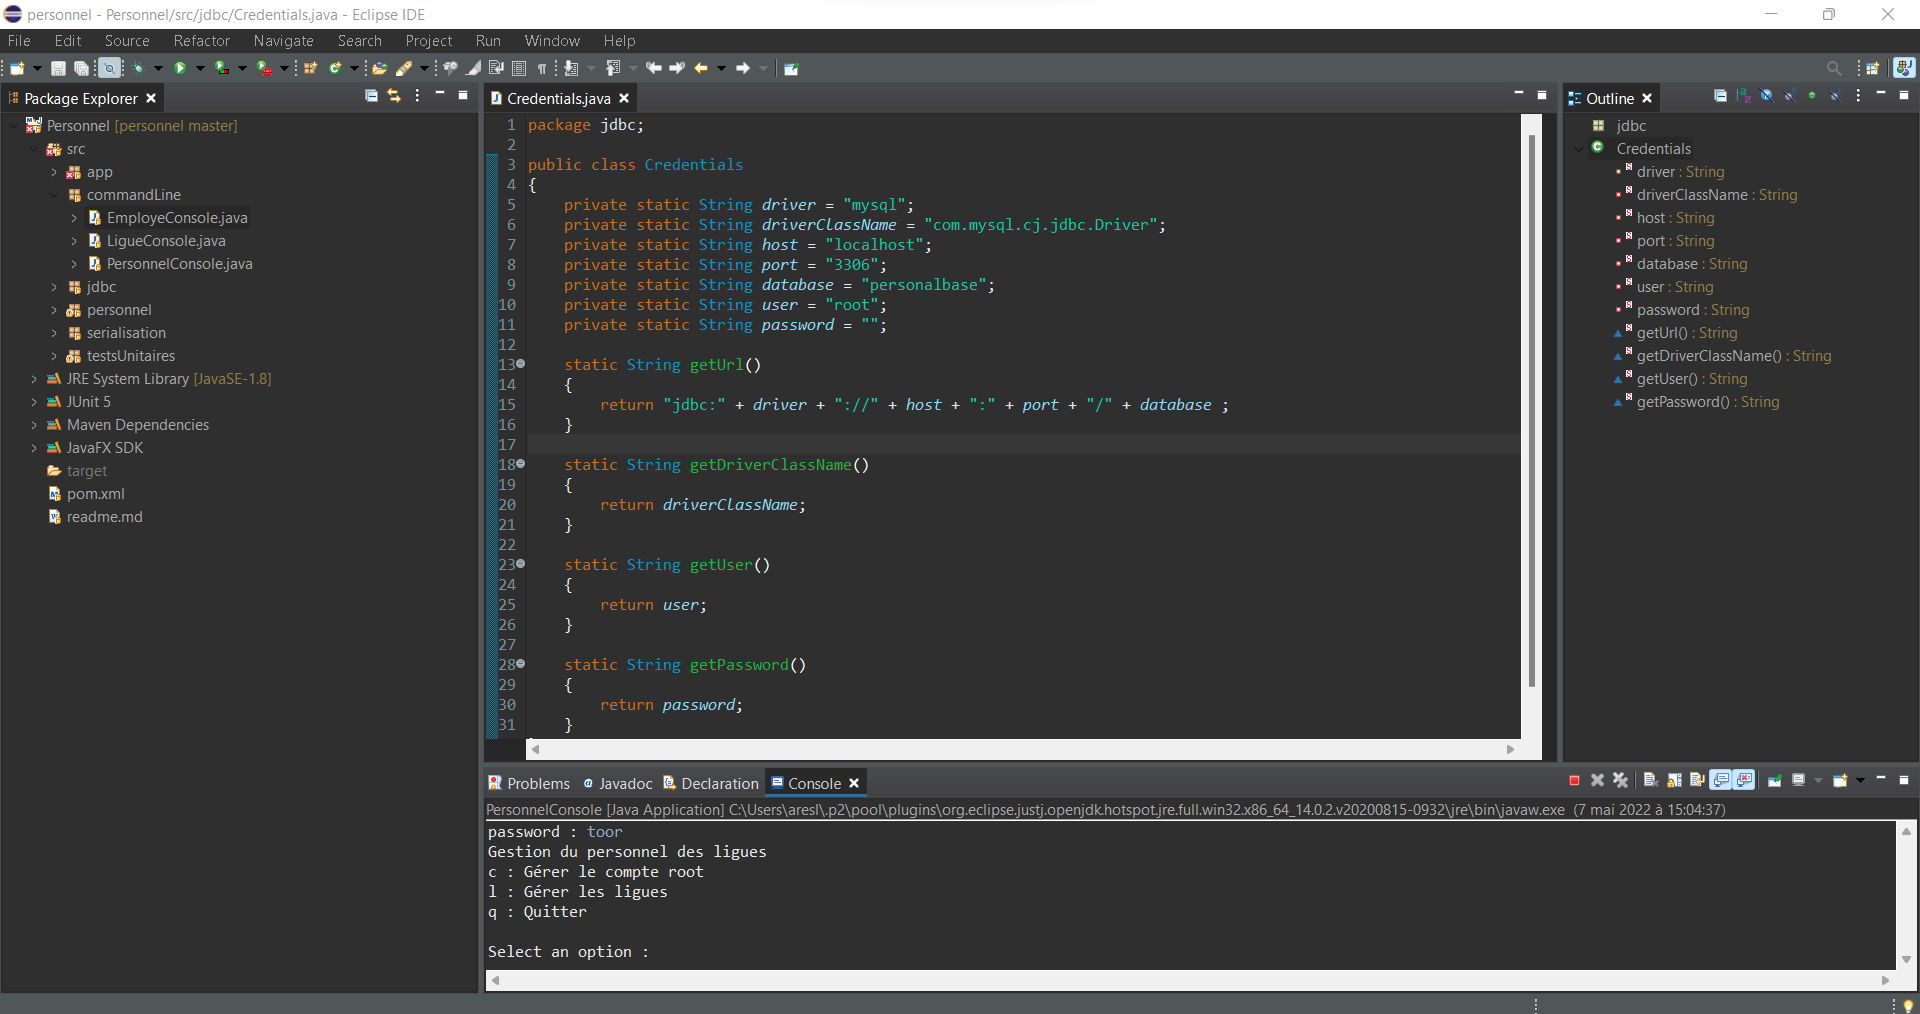 personnel - Personnel/src/jdbc/Credentials.java - Eclipse IDE
File Edit Source Refactor Navigate Search Project Run Window Help
Package Explorer
Personnel [personnel master]
src
app
commandLine
EmployeConsole.java
LigueConsole.java
PersonnelConsole.java
jdbc
personnel
serialisation
testsUnitaires
JRE System Library [JavaSE-1.8]
JUnit 5
Maven Dependencies
JavaFX SDK
target
pom.xml
readme.md
Credentials.java
1 package jdbc;
2
3 public class Credentials
4 {
5 private static String driver = "mysql";
6 private static String driverClassName = "com.mysql.cj.jdbc.Driver";
7 private static String host = "localhost";
8 private static String port = "3306";
9 private static String database = "personalbase";
10 private static String user = "root";
11 private static String password = "";
12
13 static String getUrl()
14 {
15 return "jdbc:" + driver + "://" + host + ":" + port + "/" + database ;
16 }
17
18 static String getDriverClassName()
19 {
20 return driverClassName;
21 }
22
23 static String getUser()
24 {
25 return user;
26 }
27
28 static String getPassword()
29 {
30 return password;
31 }
Outline
jdbc
Credentials
driver : String
driverClassName : String
host : String
port : String
database : String
user : String
password : String
getUrl() : String
getDriverClassName() : String
getUser() : String
getPassword() : String
Problems Javadoc Declaration Console
PersonnelConsole [Java Application] C:\Users\aresl\.p2\pool\plugins\org.eclipse.justj.openjdk.hotspot.jre.full.win32.x86_64_14.0.2.v20200815-0932\jre\bin\javaw.exe (7 mai 2022 à 15:04:37)
password : toor
Gestion du personnel des ligues
c : Gérer le compte root
l : Gérer les ligues
q : Quitter
Select an option :